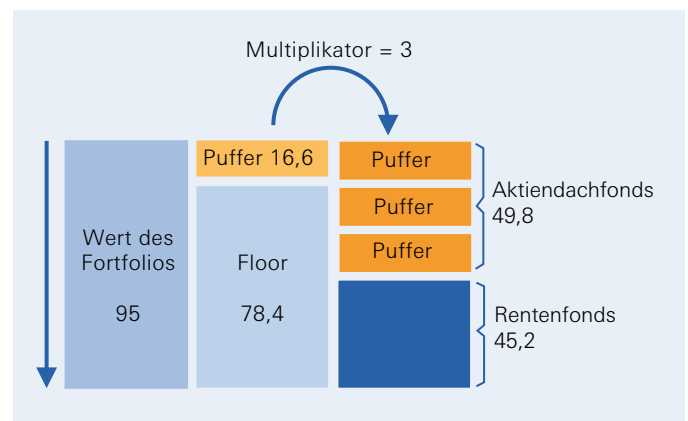 Multiplikator = 3
Wert des
Fortfolios
95
Puffer 16,6
Floor
78,4
Puffer
Puffer
Puffer
Aktiendachfonds
49,8
Rentenfonds
45,2